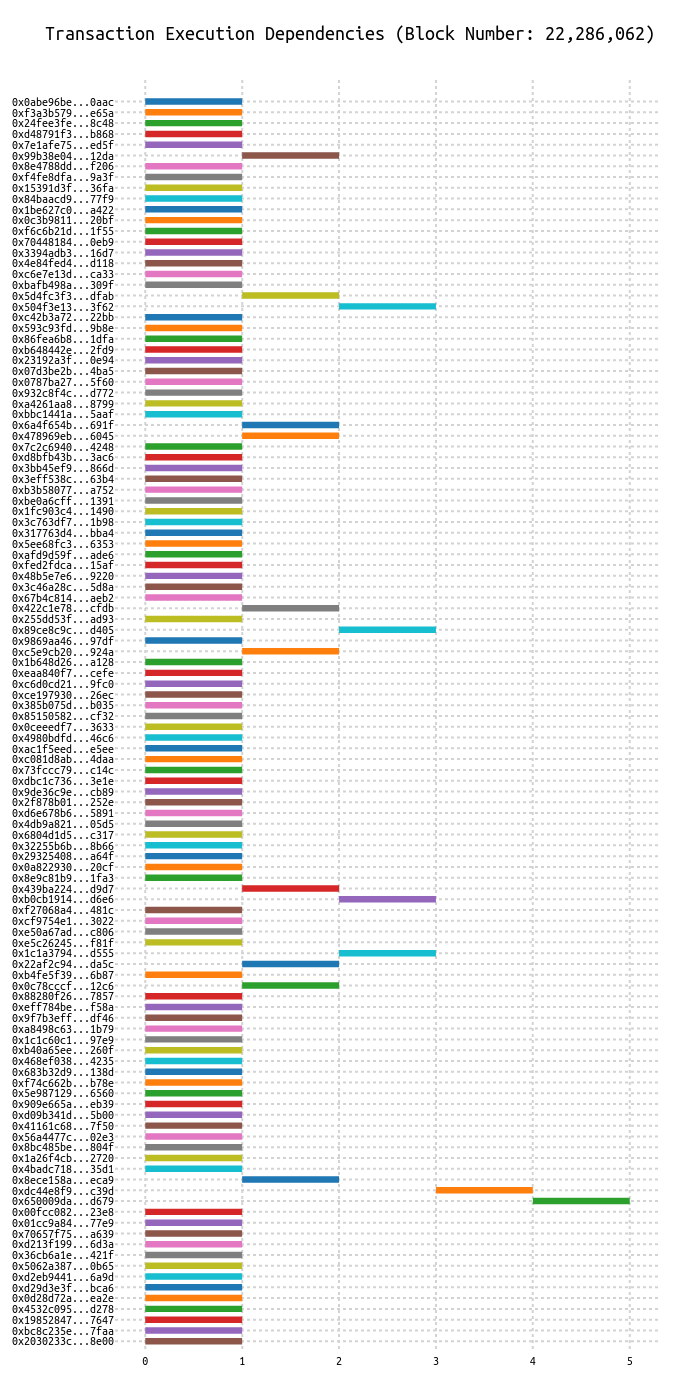 Transaction Execution Dependencies (Block Number: 22,286,062)
0x0abe96be...0aac
0xf3a3b579...e65a
0x24fee3fe...8c48
0xd48791f3...b868
0x7e1afe75...ed5f
0x99b38e04...12da
0x8e4788dd...f206
0xf4fe8dfa...9a3f
0x15391d3f...36fa
0x84baacd9...77f9
0x1be627c0...a422
0x0c3b9811...20bf
0xf6c6b21d...1f55
0x70448184...0eb9
0x3394adb3...16d7
0x4e84fed4...d118
0xc6e7e13d...ca33
0xbafb498a...309f
0x5d4fc3f3...dfab
0x504f3e13...3f62
0xc42b3a72...22bb
0x593c93fd...9b8e
0x86fea6b8...1dfa
0xb648442e...2fd9
0x23192a3f...0e94
0x07d3be2b...4ba5
0x0787ba27...5f60
0x932c8f4c...d772
0xa4261aa8...8799
0xbbc1441a...5aaf
0x6a4f654b...691f
0x478969eb...6045
0x7c2c6940...4248
0xd8bfb43b...3ac6
0x3bb45ef9...866d
0x3eff538c...63b4
0xb3b58077...a752
0xbe0a6cff...1391
0x1fc903c4...1490
0x3c763df7...1b98
0x317763d4...bba4
0x5ee68fc3...6353
0xafd9d59f...ade6
0xfed2fdca...15af
0x48b5e7e6...9220
0x3c46a28c...5d8a
0x67b4c814...aeb2
0x422c1e78...cfdb
0x255dd53f...ad93
0x89ce8c9c...d405
0x9869aa46...97df
0xc5e9cb20...924a
0x1b648d26...a128
0xeaa840f7...cefe
0xc6d0cd21...9fc0
0xce197930...26ec
0x385b075d...b035
0x85150582...cf32
0x0ceeedf7...3633
0x4980bdfd...46c6
0xac1f5eed...e5ee
0xc081d8ab...4daa
0x73fccc79...c14c
0xdbc1c736...3e1e
0x9de36c9e...cb89
0x2f878b01...252e
0xd6e678b6...5891
0x4db9a821...05d5
0x6804d1d5...c317
0x32255b6b...8b66
0x29325408...a64f
0x0a822930...20cf
0x8e9c81b9...1fa3
0x439ba224...d9d7
0xb0cb1914...d6e6
0xf27068a4...481c
0xcf9754e1...3022
0xe50a67ad...c806
0xe5c26245...f81f
0x1c1a3794...d555
0x22af2c94...da5c
0xb4fe5f39...6b87
0x0c78cccf...12c6
0x88280f26...7857
0xeff784be...f58a
0x9f7b3eff...df46
0xa8498c63...1b79
0x1c1c60c1...97e9
0xb40a65ee...260f
0x468ef038...4235
0x683b32d9...138d
0xf74c662b...b78e
0x5e987129...6560
0x909e665a...eb39
0xd09b341d...5b00
0x41161c68...7f50
0x56a4477c...02e3
0x8bc485be...804f
0x1a26f4cb...2720
0x4badc718...35d1
0x8ece158a...eca9
0xdc44e8f9...c39d
0x650009da...d679
0x00fcc082...23e8
0x01cc9a84...77e9
0x70657f75...a639
0xd213f199...6d3a
0x36cb6a1e...421f
0x5062a387...0b65
0xd2eb9441...6a9d
0xd29d3e3f...bca6
0x0d28d72a...ea2e
0x4532c095...d278
0x19852847...7647
0xbc8c235e...7faa
0x2030233c...8e00
0 1 2 3 4 5